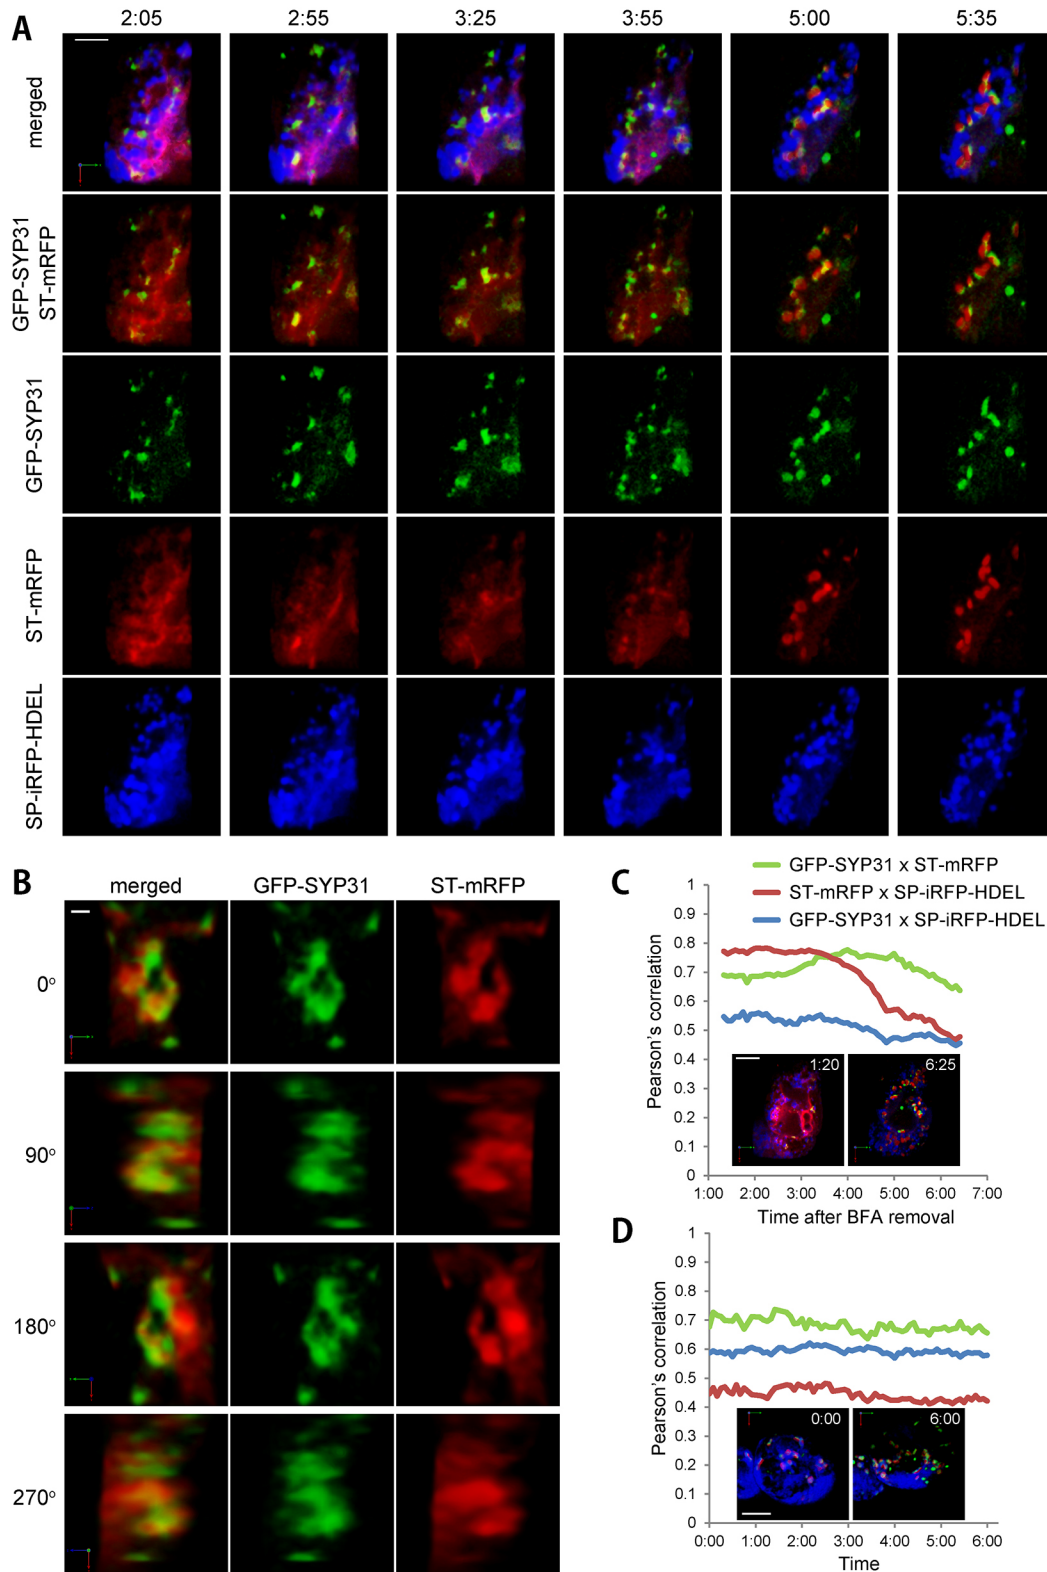 A
2:05 2:55 3:25 3:55 5:00 5:35
merged
GFP-SYP31
ST-mRFP
GFP-SYP31
ST-mRFP
SP-iRFP-HDEL
B
merged GFP-SYP31 ST-mRFP
0°
90°
180°
270°
C
GFP-SYP31 x ST-mRFP
ST-mRFP x SP-iRFP-HDEL
GFP-SYP31 x SP-iRFP-HDEL
Pearson's correlation
1
0.9
0.8
0.7
0.6
0.5
0.4
0.3
0.2
0.1
0
1:20 6:25
1:00 2:00 3:00 4:00 5:00 6:00 7:00
Time after BFA removal
D
Pearson's correlation
1
0.9
0.8
0.7
0.6
0.5
0.4
0.3
0.2
0.1
0
0:00 6:00
0:00 1:00 2:00 3:00 4:00 5:00 6:00
Time